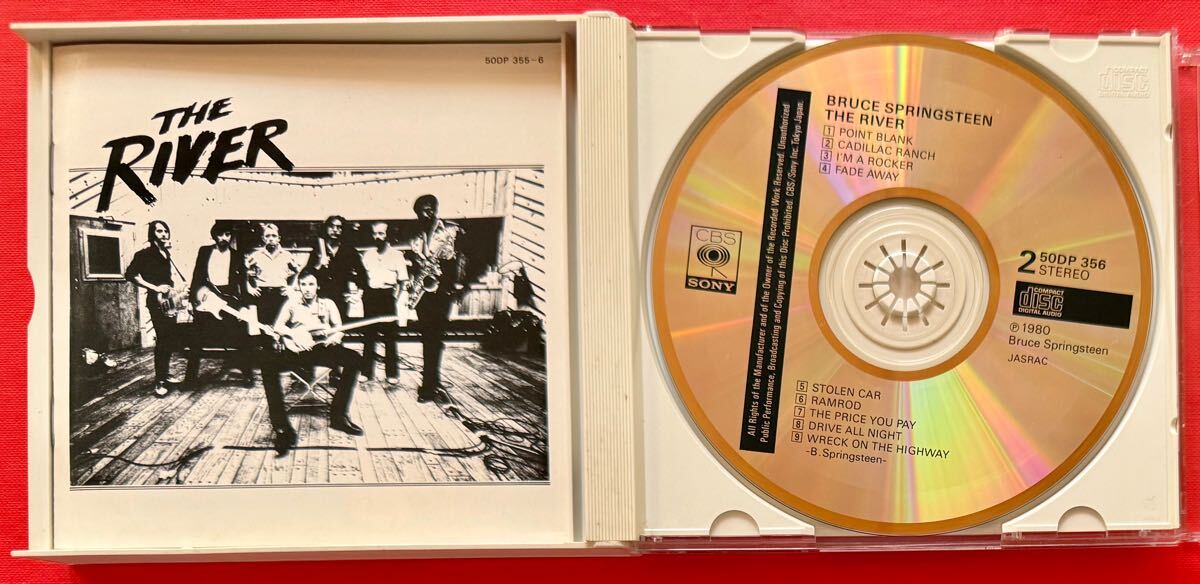 50DP 355~6
THE
RIVER
BRUCE SPRINGSTEEN
THE RIVER
1 POINT BLANK
2 CADILLAC RANCH
3 I'M A ROCKER
4 FADE AWAY
All Rights of the Manufacturer and of the Owner of the Recorded Work Reserved. Unauthorized
Public Performance, Broadcasting and Copying of this Disc Prohibited. CBS/Sony Inc. Tokyo Japan.
CBS
SONY
2 50DP 356
STEREO
COMPACT
disc
DIGITAL AUDIO
℗ 1980
Bruce Springsteen
JASRAC
5 STOLEN CAR
6 RAMROD
7 THE PRICE YOU PAY
8 DRIVE ALL NIGHT
9 WRECK ON THE HIGHWAY
-B. Springsteen-
COMPACT
disc
DIGITAL AUDIO